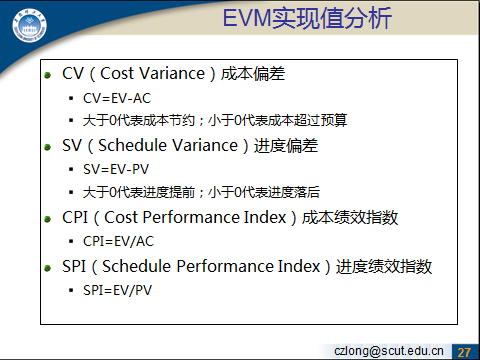 EVM实现值分析
CV（Cost Variance）成本偏差
CV=EV-AC
大于0代表成本节约；小于0代表成本超过预算
SV（Schedule Variance）进度偏差
SV=EV-PV
大于0代表进度提前；小于0代表进度落后
CPI（Cost Performance Index）成本绩效指数
CPI=EV/AC
SPI（Schedule Performance Index）进度绩效指数
SPI=EV/PV
czlong@scut.edu.cn 27